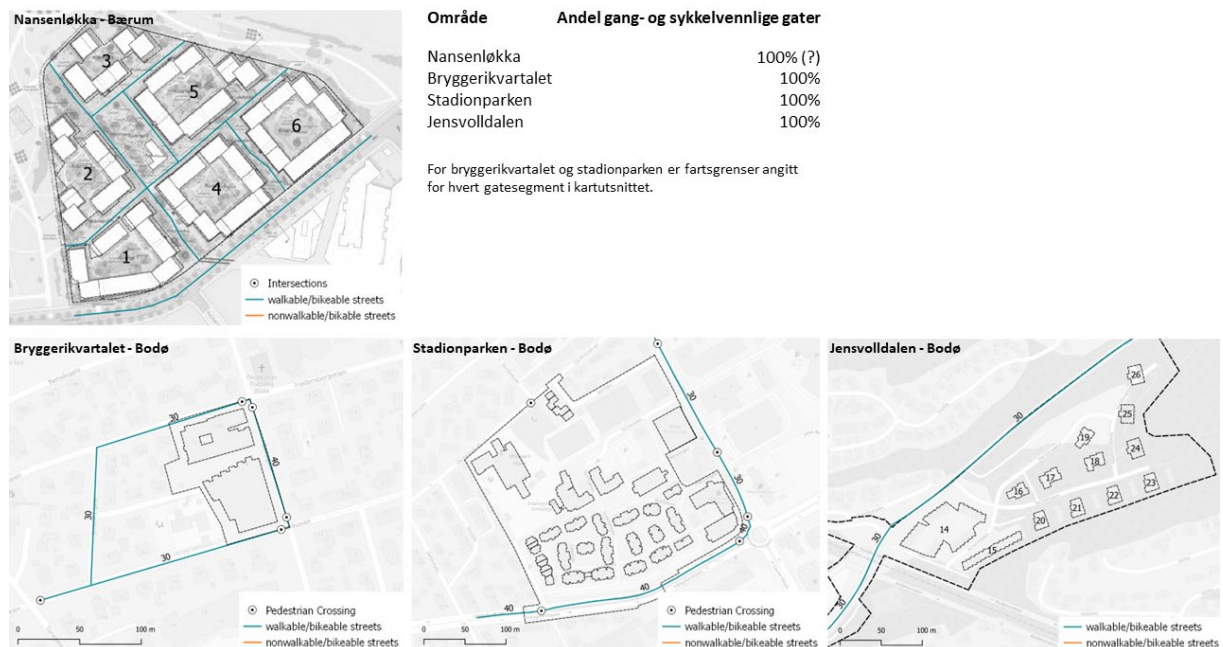 Nansenløkka - Bærum
3
5
6
2
4
1
Intersections
walkable/bikeable streets
nonwalkable/bikable streets
Område Andel gang- og sykkelvennlige gater
Nansenløkka 100% (?)
Bryggerikvartalet 100%
Stadionparken 100%
Jensvolldalen 100%
For bryggerikvartalet og stadionparken er fartsgrenser angitt
for hvert gatesegment i kartutsnittet.
Bryggerikvartalet - Bodø
30
40
30
30
0 50 100 m
Pedestrian Crossing
walkable/bikeable streets
nonwalkable/bikable streets
Stadionparken - Bodø
30
30
40
40
40
0 50 100 m
Pedestrian Crossing
walkable/bikeable streets
nonwalkable/bikable streets
Jensvolldalen - Bodø
26
30
25
19
24
18
17
16
23
22
21
20
14
15
30
30
0 50 100 m
walkable/bikeable streets
nonwalkable/bikable streets